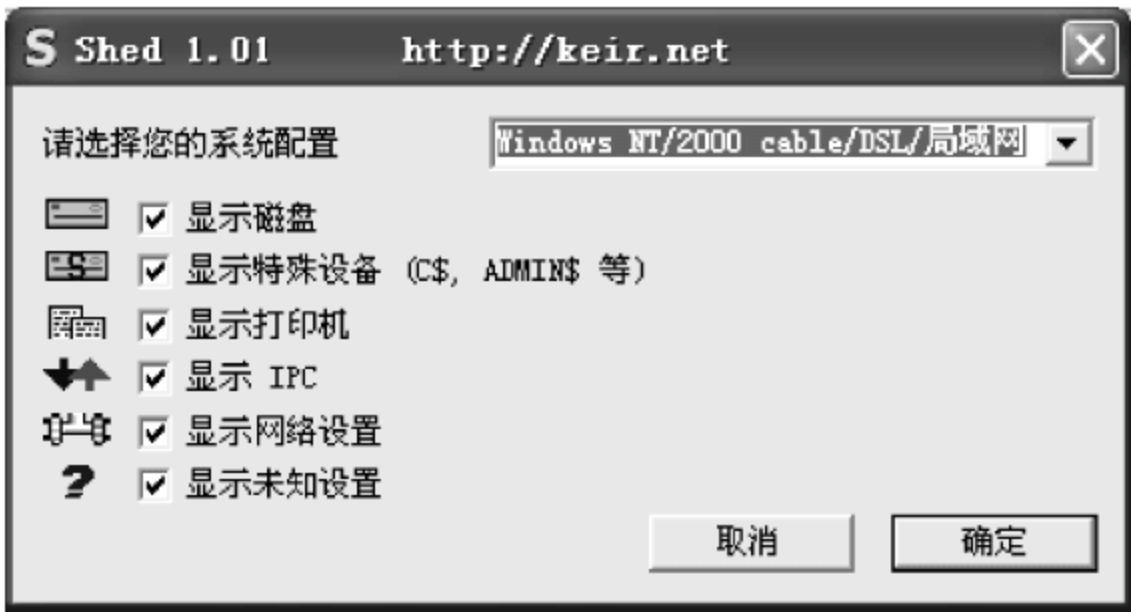 S Shed 1.01 http://keir.net
请选择您的系统配置 Windows NT/2000 cable/DSL/局域网
显示磁盘
S 显示特殊设备 (C$, ADMIN$ 等)
显示打印机
显示 IPC
显示网络设置
? 显示未知设置
取消 确定